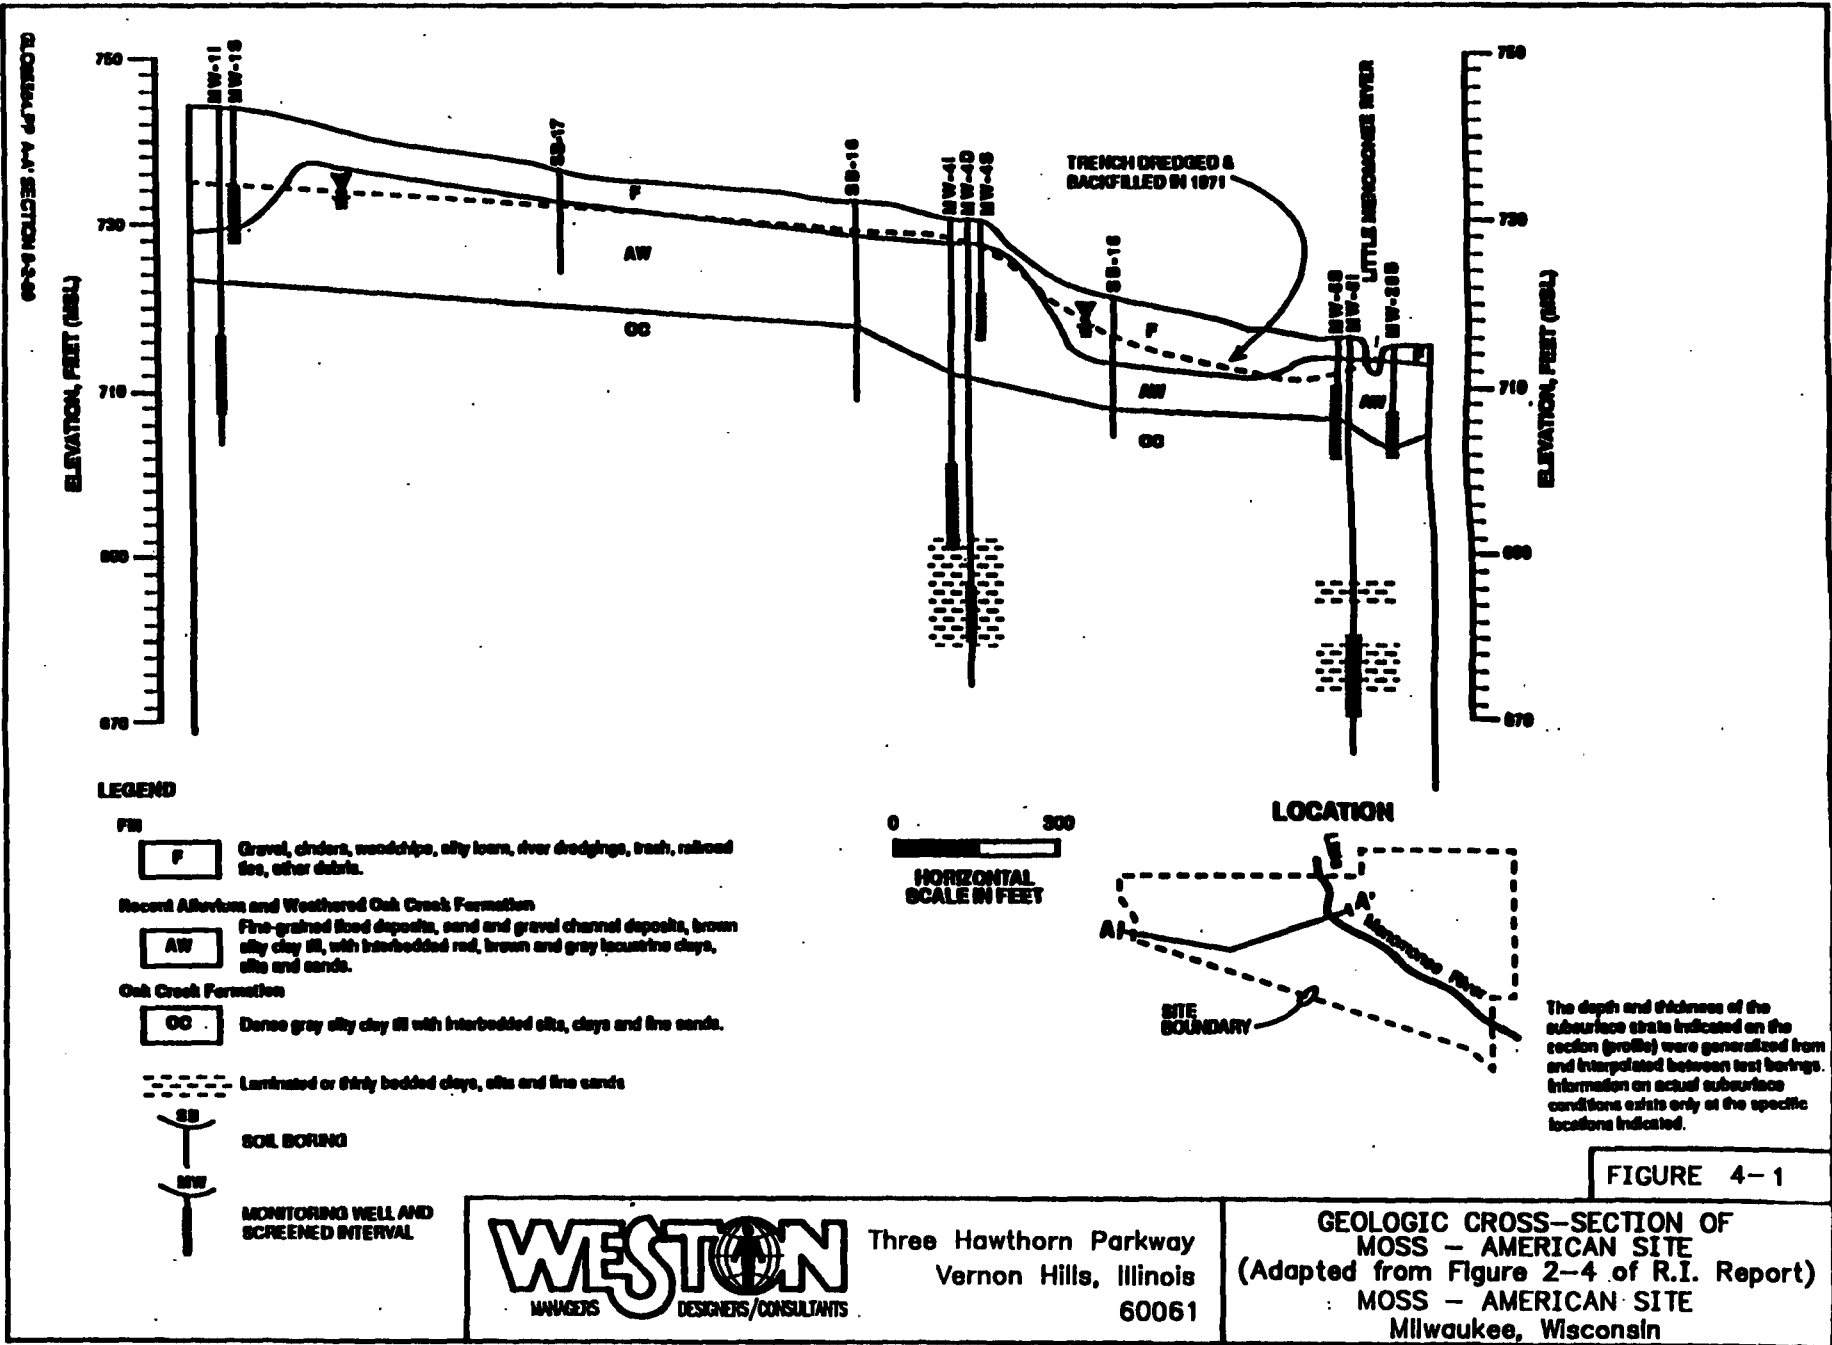 750
730
710
690
670
ELEVATION, FEET (MSL)
MW-1I
MW-1S
SB-17
SB-16
MW-4I
MW-4D
MW-4S
TRENCH DREDGED &
BACKFILLED IN 1971
SB-15
LITTLE MENOMONEE RIVER
MW-5S
MW-5I
750
730
710
690
670
ELEVATION, FEET (MSL)
F
AW
OC
F
AW
OC
F
AW
LEGEND
Fill
F
Gravel, cinders, woodchips, silty loam, river dredgings, trash, railroad
ties, other debris.
Recent Alluvium and Weathered Oak Creek Formation
AW
Fine-grained flood deposits, sand and gravel channel deposits, brown
silty clay till, with interbedded red, brown and gray lacustrine clays,
silts and sands.
Oak Creek Formation
OC
Dense gray silty clay till with interbedded silts, clays and fine sands.
Laminated or thinly bedded clays, silts and fine sands
SB
SOIL BORING
MW
MONITORING WELL AND
SCREENED INTERVAL
0 300
HORIZONTAL
SCALE IN FEET
LOCATION
A
A'
Menomonee River
SITE
BOUNDARY
The depth and thickness of the
subsurface strata indicated on the
section (profile) were generalized from
and interpolated between test borings.
Information on actual subsurface
conditions exists only at the specific
locations indicated.
FIGURE 4-1
WESTON
MANAGERS DESIGNERS/CONSULTANTS
Three Hawthorn Parkway
Vernon Hills, Illinois
60061
GEOLOGIC CROSS-SECTION OF
MOSS - AMERICAN SITE
(Adapted from Figure 2-4 of R.I. Report)
MOSS - AMERICAN SITE
Milwaukee, Wisconsin